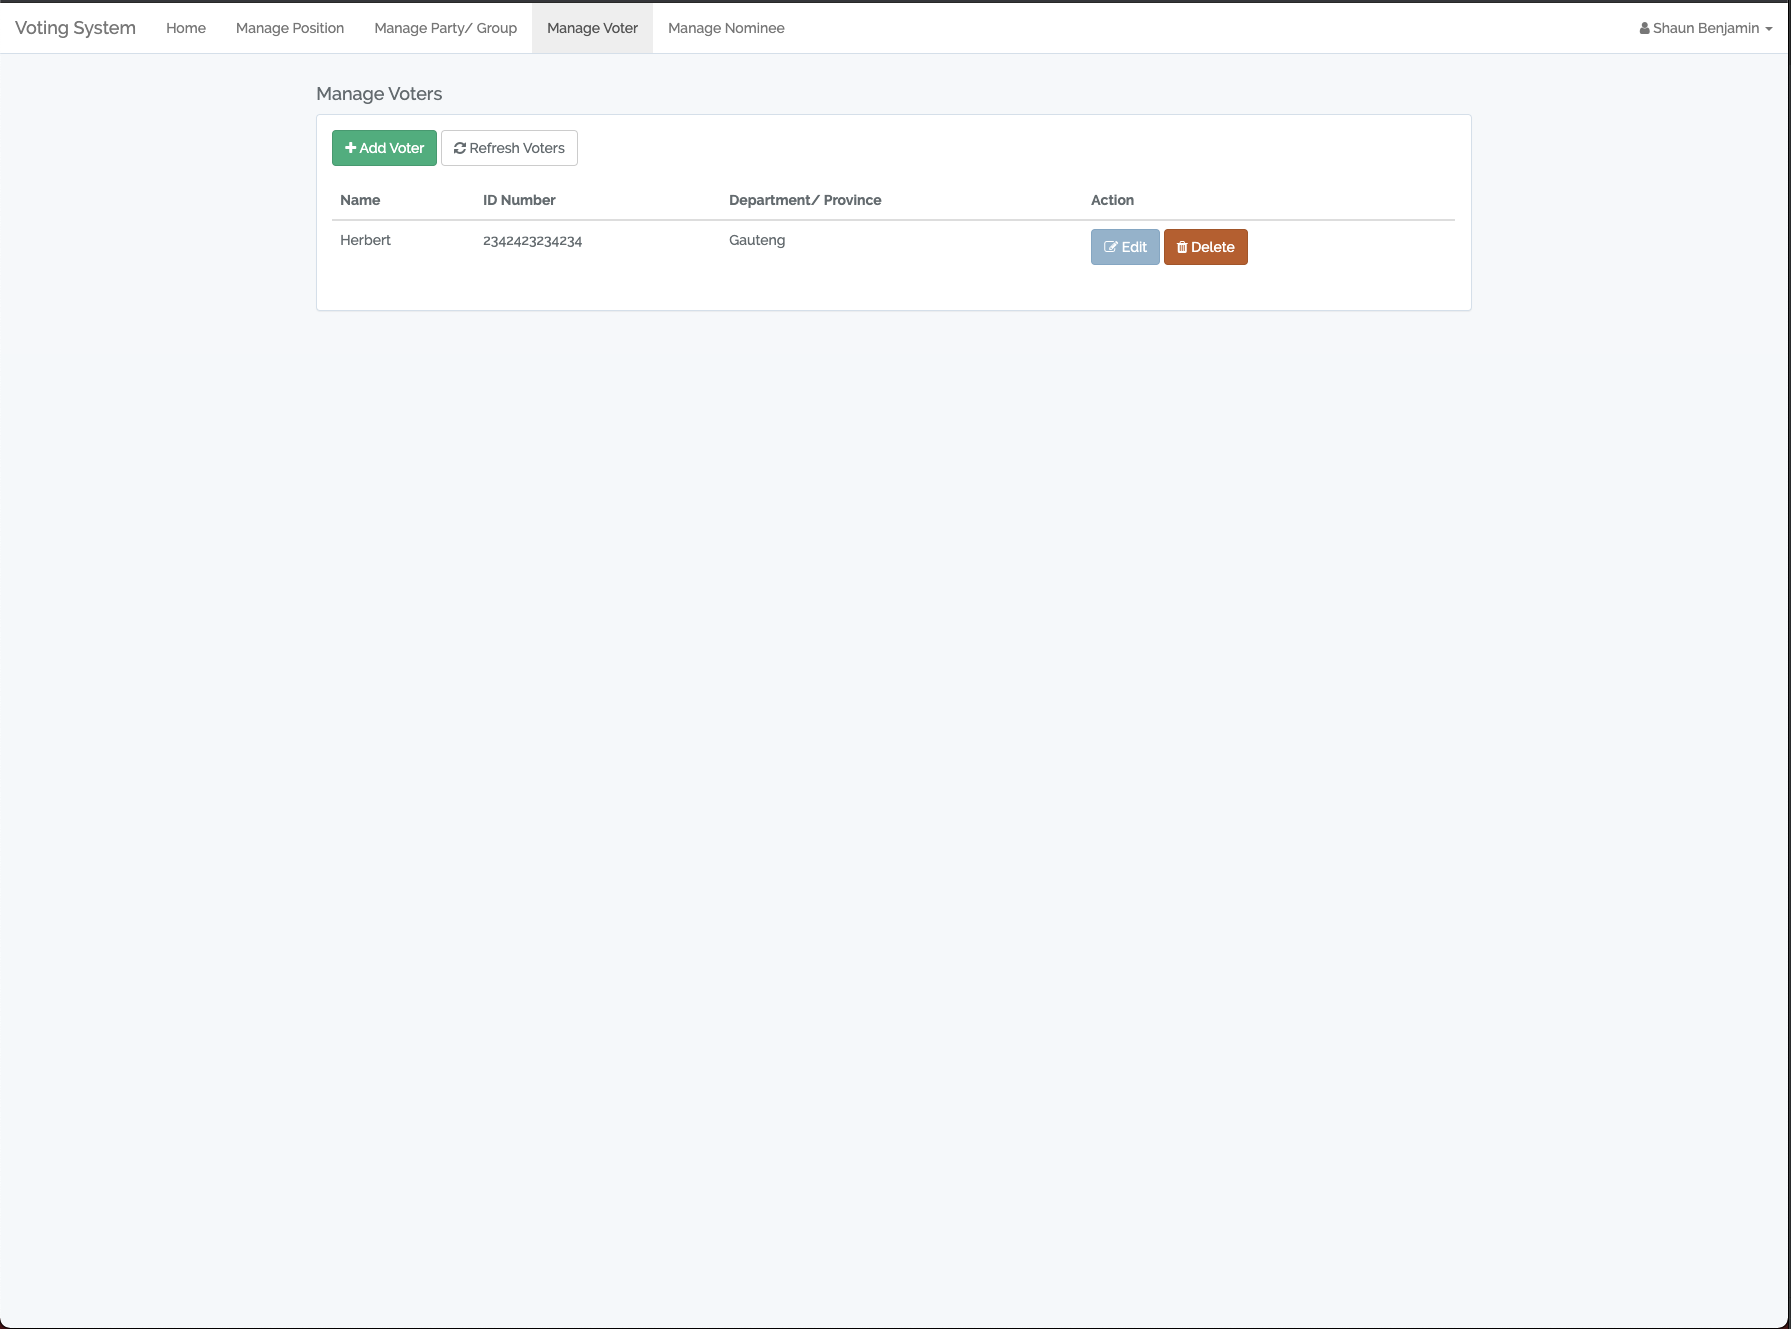 Voting System Home Manage Position Manage Party/ Group Manage Voter Manage Nominee Shaun Benjamin
Manage Voters
Add Voter Refresh Voters
Name ID Number Department/ Province Action
Herbert 2342423234234 Gauteng Edit Delete